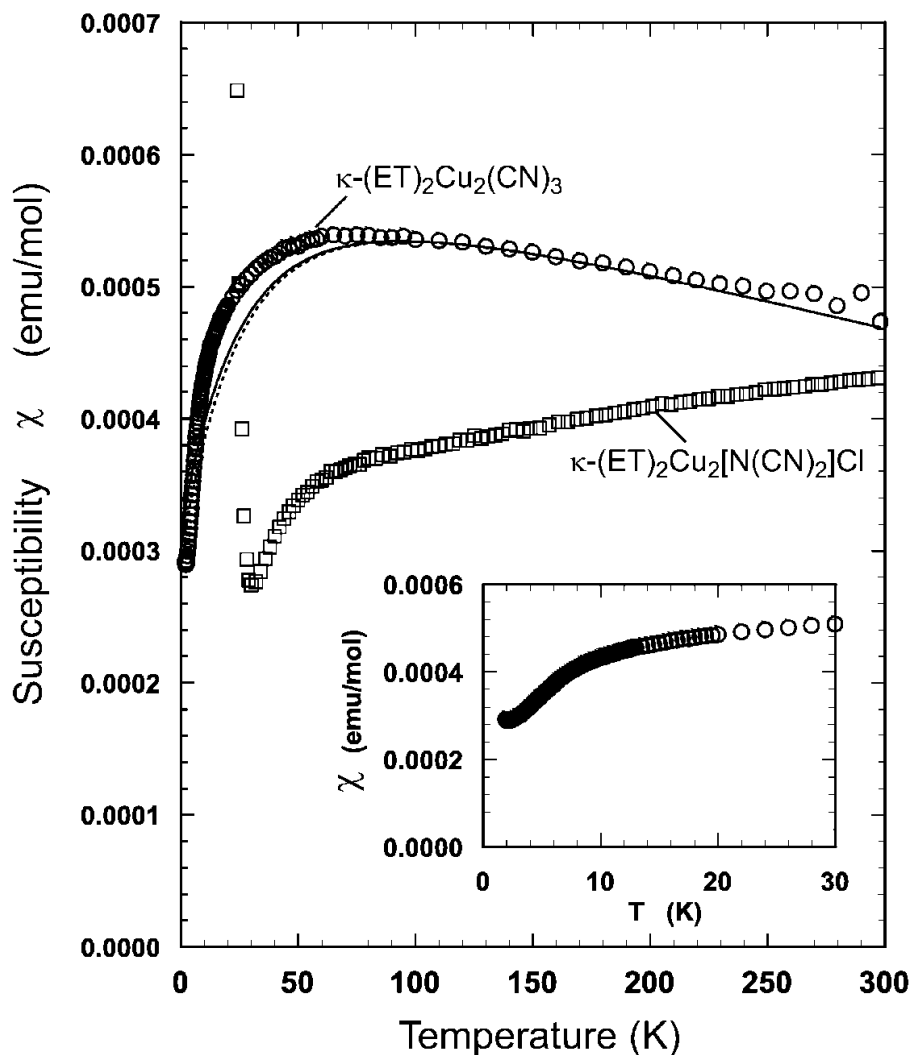 0.0007
0.0006
0.0005
0.0004
0.0003
0.0002
0.0001
0.0000
Susceptibility χ (emu/mol)
κ-(ET)₂Cu₂(CN)₃
κ-(ET)₂Cu₂[N(CN)₂]Cl
0.0006
0.0004
0.0002
0.0000
χ (emu/mol)
0 10 20 30
T (K)
0 50 100 150 200 250 300
Temperature (K)